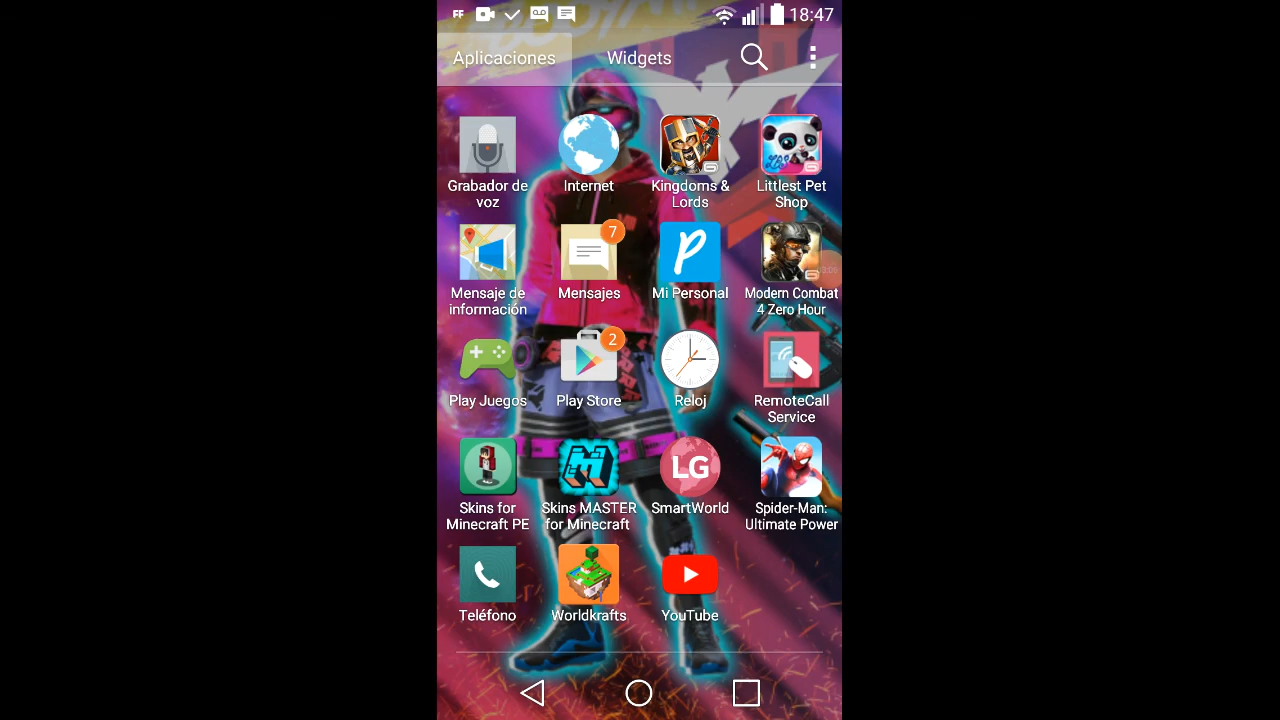 FF 18:47
Aplicaciones Widgets
Grabador de
voz
Internet
Kingdoms &
Lords
Littlest Pet
Shop
7
Mensaje de
información
Mensajes
Mi Personal
Modern Combat
4 Zero Hour
2
Play Juegos
Play Store
Reloj
RemoteCall
Service
LG
Skins for
Minecraft PE
Skins MASTER
for Minecraft
SmartWorld
Spider-Man:
Ultimate Power
Teléfono
Worldkrafts
YouTube